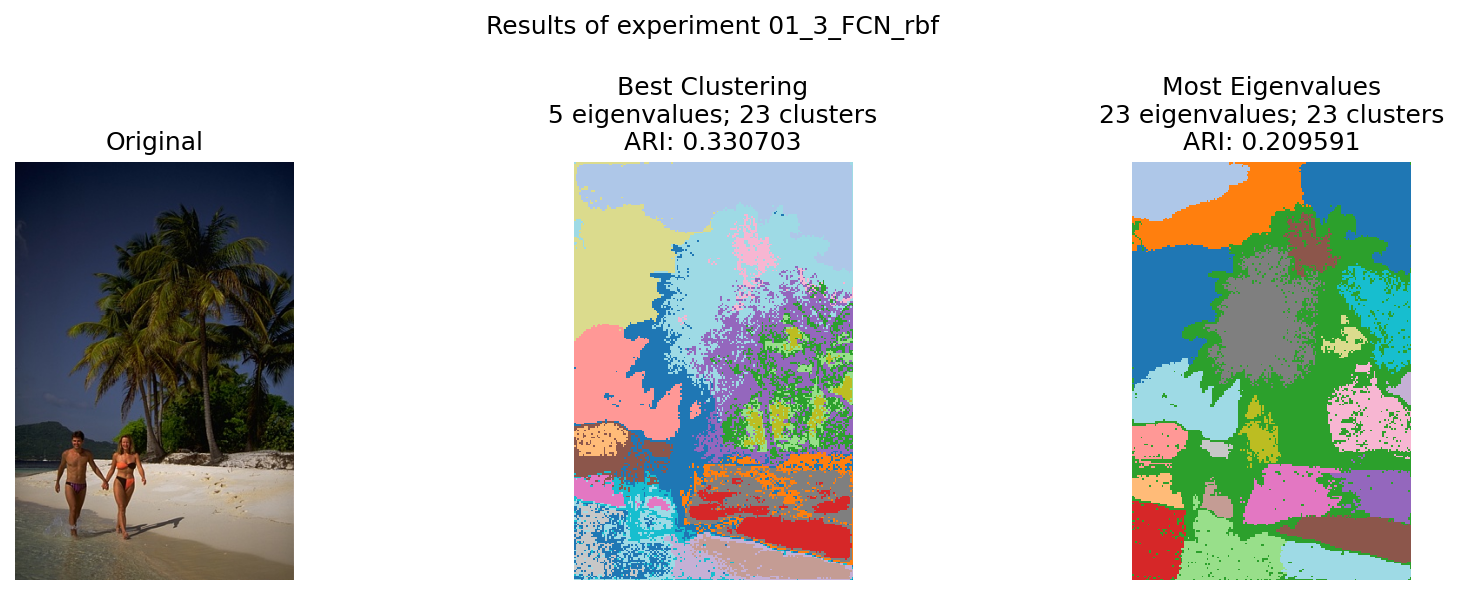 Results of experiment 01_3_FCN_rbf
Original
Best Clustering
5 eigenvalues; 23 clusters
ARI: 0.330703
Most Eigenvalues
23 eigenvalues; 23 clusters
ARI: 0.209591